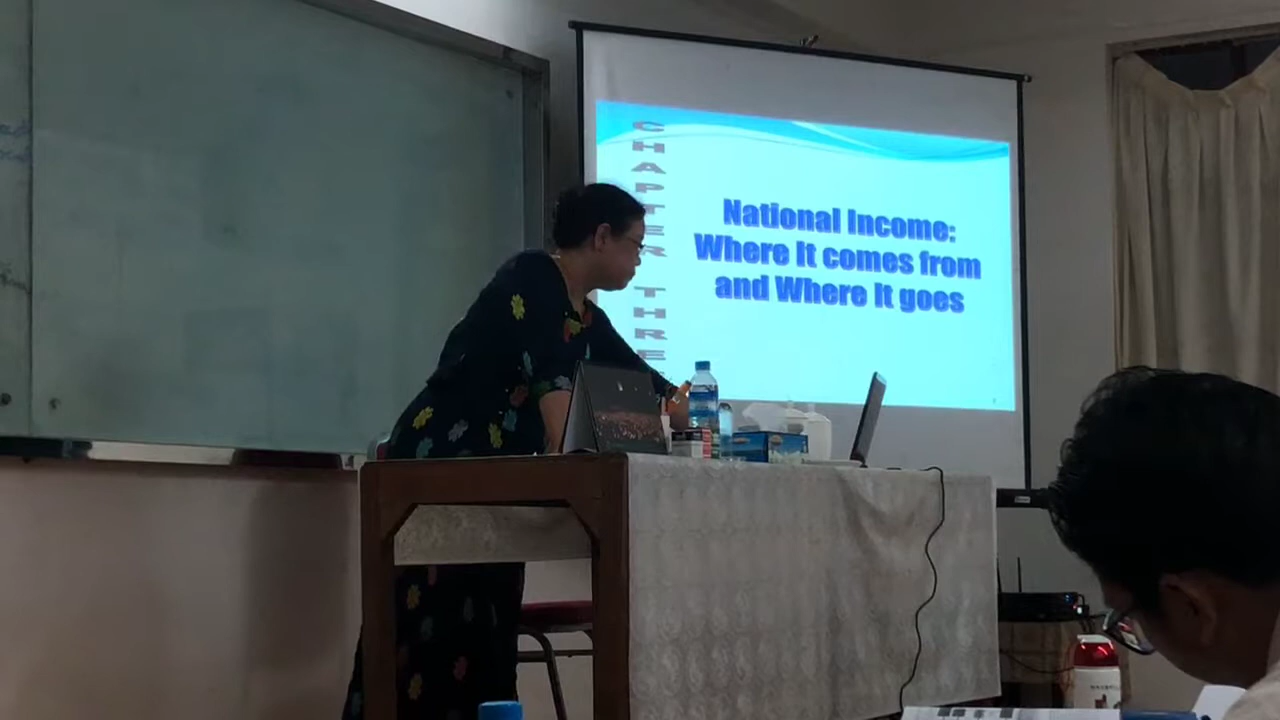 CHAPTER THREE
National Income:
Where It comes from
and Where It goes